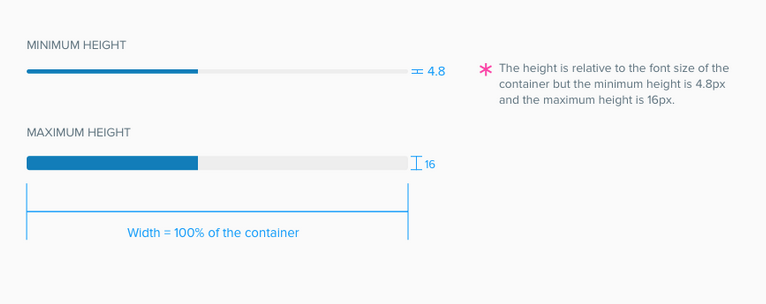 MINIMUM HEIGHT
4.8
The height is relative to the font size of the
container but the minimum height is 4.8px
and the maximum height is 16px.
MAXIMUM HEIGHT
16
Width = 100% of the container